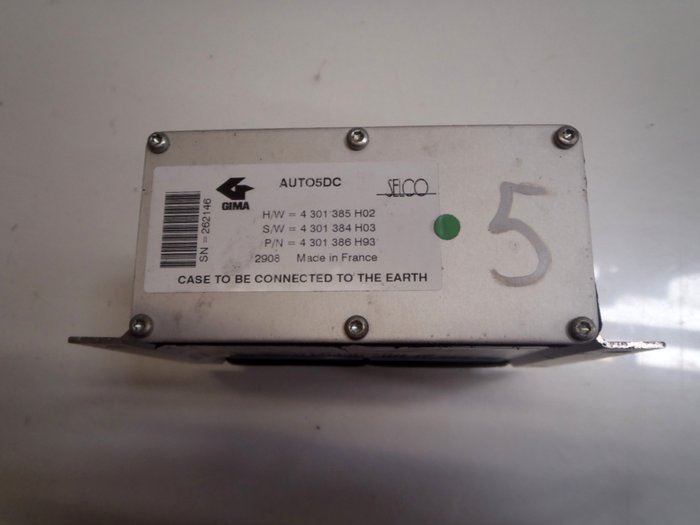 GIMA
AUTO5DC
SELCO
SN = 262146
H/W = 4 301 385 H02
S/W = 4 301 384 H03
P/N = 4 301 386 H93
2908 Made in France
CASE TO BE CONNECTED TO THE EARTH
5